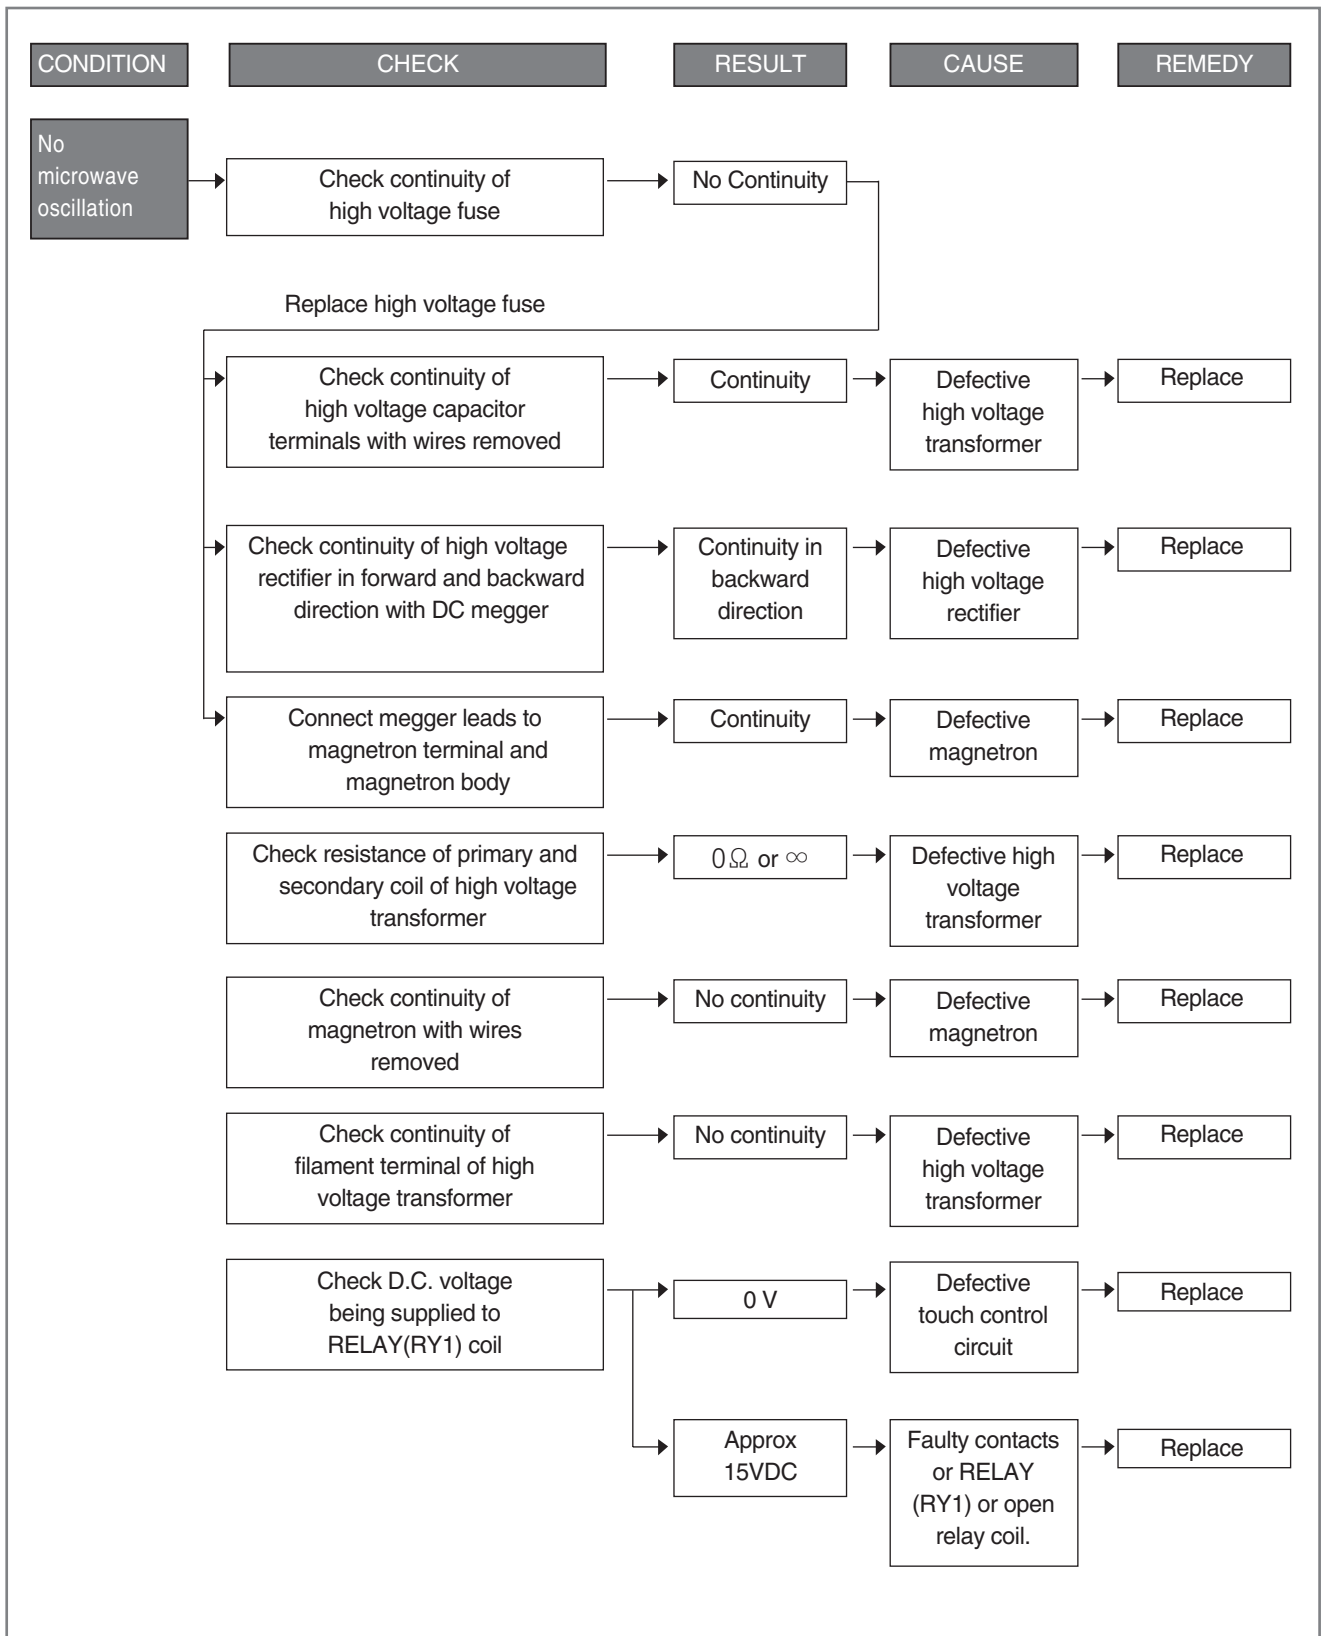 CONDITION
CHECK
RESULT
CAUSE
REMEDY
No
microwave
oscillation
Check continuity of
high voltage fuse
No Continuity
Replace high voltage fuse
Check continuity of
high voltage capacitor
terminals with wires removed
Continuity
Defective
high voltage
transformer
Replace
Check continuity of high voltage
rectifier in forward and backward
direction with DC megger
Continuity in
backward
direction
Defective
high voltage
rectifier
Replace
Connect megger leads to
magnetron terminal and
magnetron body
Continuity
Defective
magnetron
Replace
Check resistance of primary and
secondary coil of high voltage
transformer
0Ω or ∞
Defective high
voltage
transformer
Replace
Check continuity of
magnetron with wires
removed
No continuity
Defective
magnetron
Replace
Check continuity of
filament terminal of high
voltage transformer
No continuity
Defective
high voltage
transformer
Replace
Check D.C. voltage
being supplied to
RELAY(RY1) coil
0 V
Defective
touch control
circuit
Replace
Approx
15VDC
Faulty contacts
or RELAY
(RY1) or open
relay coil.
Replace